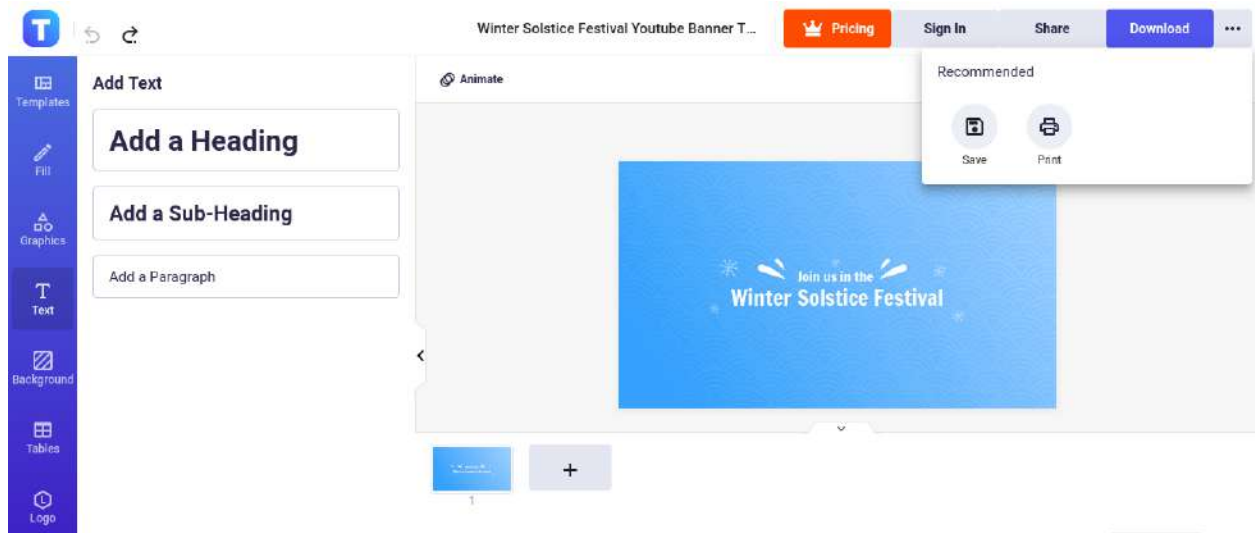 T
Winter Solstice Festival Youtube Banner T...
Pricing
Sign In
Share
Download
Templates
Fill
Graphics
Text
Background
Tables
Logo
Add Text
Add a Heading
Add a Sub-Heading
Add a Paragraph
Animate
Recommended
Save
Print
Join us in the
Winter Solstice Festival
1